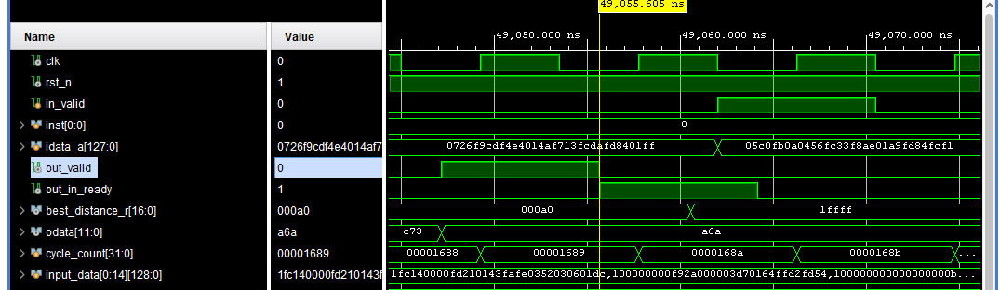 49,055.605 ns
Name Value 49,050.000 ns 49,060.000 ns 49,070.000 ns
clk 0
rst_n 1
in_valid 0
inst[0:0] 0 0
idata_a[127:0] 0726f9cdf4e4014af7 0726f9cdf4e4014af713fcdafd8401ff 05c0fb0a0456fc33f8ae01a9fd84fcf1
out_valid 0
out_in_ready 1
best_distance_r[16:0] 000a0 000a0 1ffff
odata[11:0] a6a c73 a6a
cycle_count[31:0] 00001689 00001688 00001689 0000168a 0000168b ...
input_data[0:14][128:0] 1fc140000fd210143f 1fc140000fd210143fafe0352030601dc,100000000f92a000003d70164ffd2fd54,1000000000000000000b...